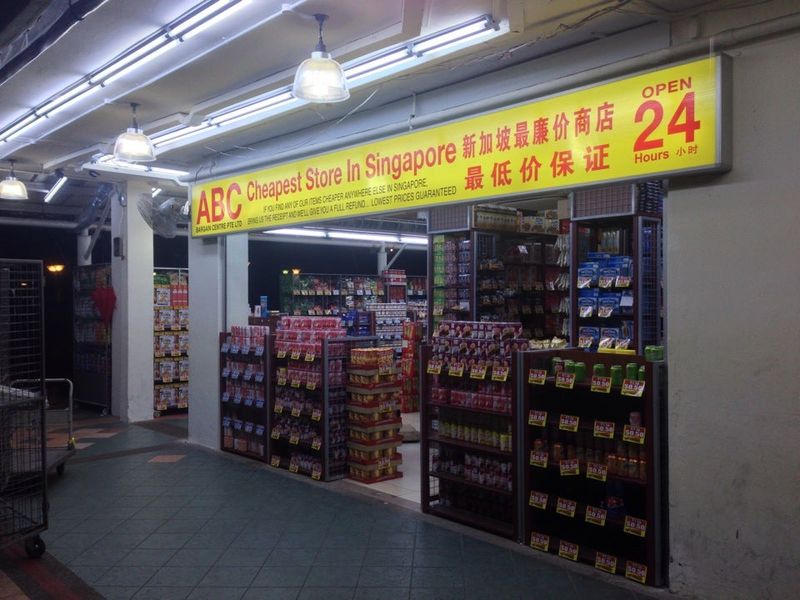 ABC
BARGAIN CENTRE PTE LTD
Cheapest Store In Singapore
IF YOU FIND ANY OF OUR ITEMS CHEAPER ANYWHERE ELSE IN SINGAPORE,
BRING US THE RECEIPT AND WE'LL GIVE YOU A FULL REFUND... LOWEST PRICES GUARANTEED
新加坡最廉价商店
最低价保证
OPEN
24
Hours 小时